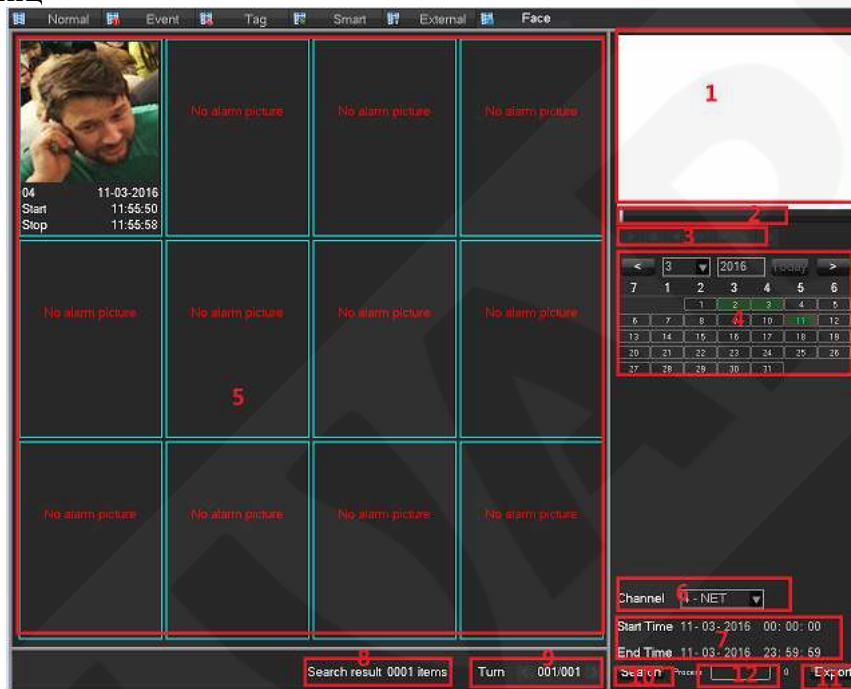 Normal Event Tag Smart External Face
04 11-03-2016
Start 11:55:50
Stop 11:55:58
No alarm picture No alarm picture No alarm picture
No alarm picture No alarm picture No alarm picture No alarm picture
No alarm picture No alarm picture No alarm picture No alarm picture
5
8
Search result 0001 items
9
Turn 001/001
1
2
3
< 3 2016 Today >
7 1 2 3 4 5 6
1 2 3 4 5
6 7 8 9 10 11 12
13 14 15 16 17 18 19
20 21 22 23 24 25 26
27 28 29 30 31
4
6
Channel 4 - NET
Start Time 11-03-2016 00:00:00
7
End Time 11-03-2016 23:59:59
Search Process 0 Export
10 12 11